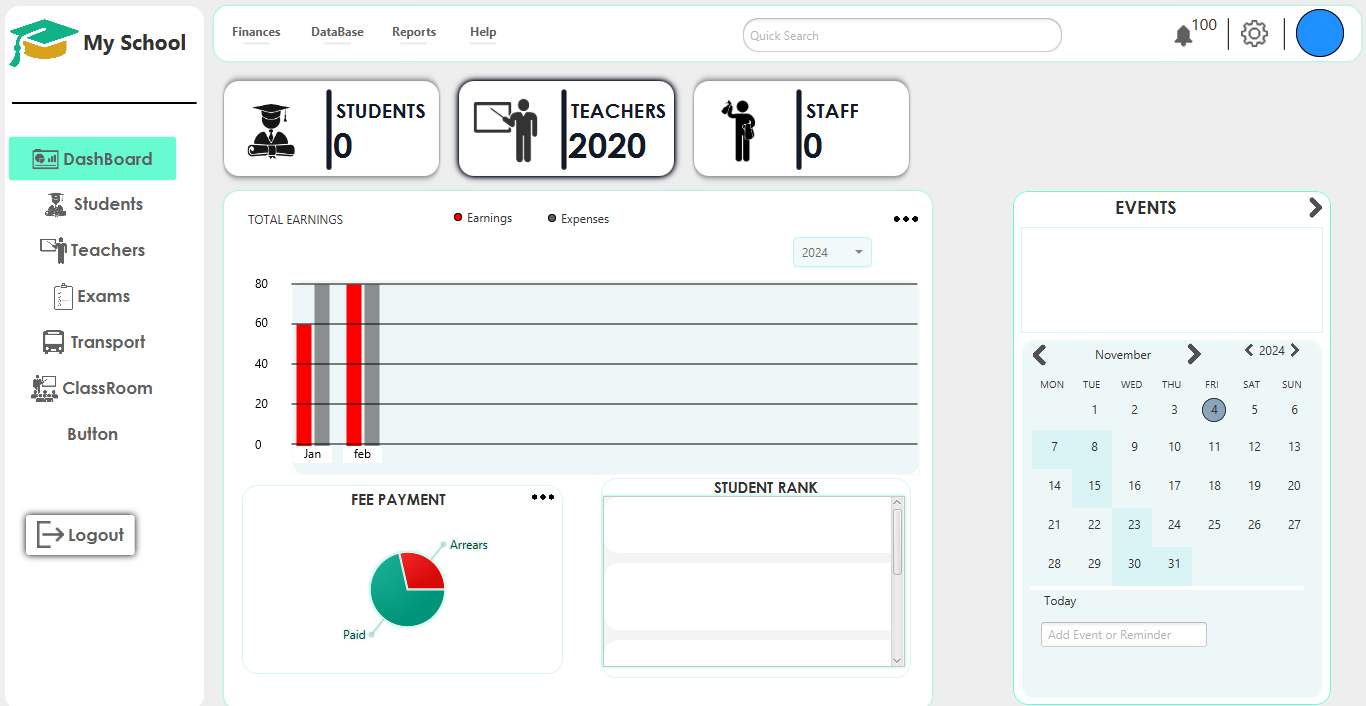 My School
Finances DataBase Reports Help
Quick Search
100
STUDENTS
0
TEACHERS
2020
STAFF
0
DashBoard
Students
Teachers
Exams
Transport
ClassRoom
Button
Logout
TOTAL EARNINGS
Earnings Expenses
2024
80
60
40
20
0
Jan feb
FEE PAYMENT
Arrears
Paid
STUDENT RANK
EVENTS
November 2024
MON TUE WED THU FRI SAT SUN
1 2 3 4 5 6
7 8 9 10 11 12 13
14 15 16 17 18 19 20
21 22 23 24 25 26 27
28 29 30 31
Today
Add Event or Reminder